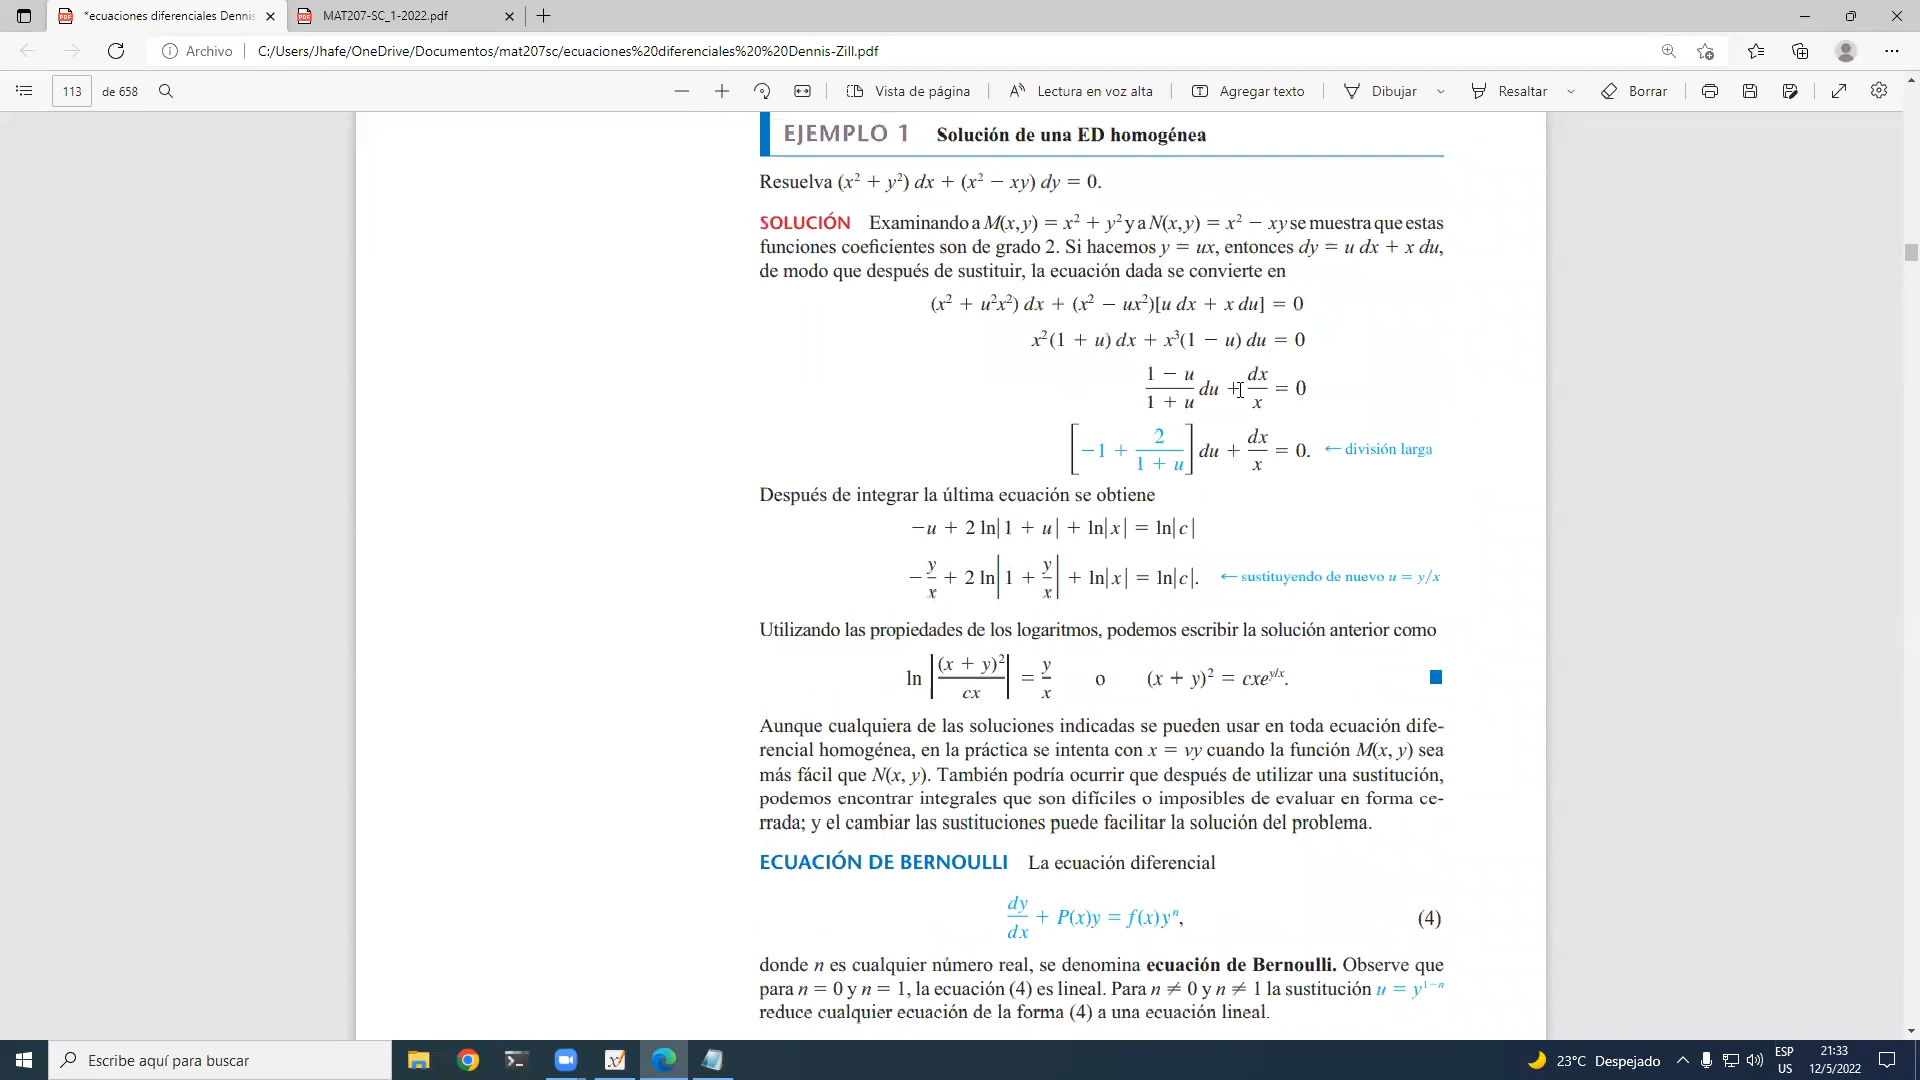 *ecuaciones diferenciales Dennis
MAT207-SC_1-2022.pdf
Archivo
C:/Users/Jhafe/OneDrive/Documentos/mat207sc/ecuaciones%20diferenciales%20%20Dennis-Zill.pdf
113 de 658 Vista de página Lectura en voz alta Agregar texto Dibujar Resaltar Borrar
EJEMPLO 1 Solución de una ED homogénea
Resuelva (x² + y²) dx + (x² − xy) dy = 0.
SOLUCIÓN Examinando a M(x, y) = x² + y² y a N(x, y) = x² − xy se muestra que estas
funciones coeficientes son de grado 2. Si hacemos y = ux, entonces dy = u dx + x du,
de modo que después de sustituir, la ecuación dada se convierte en
(x² + u²x²) dx + (x² − ux²)[u dx + x du] = 0
x²(1 + u) dx + x³(1 − u) du = 0
(1 − u)/(1 + u) du + dx/x = 0
[−1 + 2/(1 + u)] du + dx/x = 0. ← división larga
Después de integrar la última ecuación se obtiene
−u + 2 ln|1 + u| + ln|x| = ln|c|
−y/x + 2 ln|1 + y/x| + ln|x| = ln|c|. ← sustituyendo de nuevo u = y/x
Utilizando las propiedades de los logaritmos, podemos escribir la solución anterior como
ln |(x + y)²/cx| = y/x o (x + y)² = cxe^{y/x}.
Aunque cualquiera de las soluciones indicadas se pueden usar en toda ecuación dife-
rencial homogénea, en la práctica se intenta con x = vy cuando la función M(x, y) sea
más fácil que N(x, y). También podría ocurrir que después de utilizar una sustitución,
podemos encontrar integrales que son difíciles o imposibles de evaluar en forma ce-
rrada; y el cambiar las sustituciones puede facilitar la solución del problema.
ECUACIÓN DE BERNOULLI La ecuación diferencial
dy/dx + P(x)y = f(x)yⁿ, (4)
donde n es cualquier número real, se denomina ecuación de Bernoulli. Observe que
para n = 0 y n = 1, la ecuación (4) es lineal. Para n ≠ 0 y n ≠ 1 la sustitución u = y¹⁻ⁿ
reduce cualquier ecuación de la forma (4) a una ecuación lineal.
Escribe aquí para buscar
23°C Despejado
ESP
US
21:33
12/5/2022